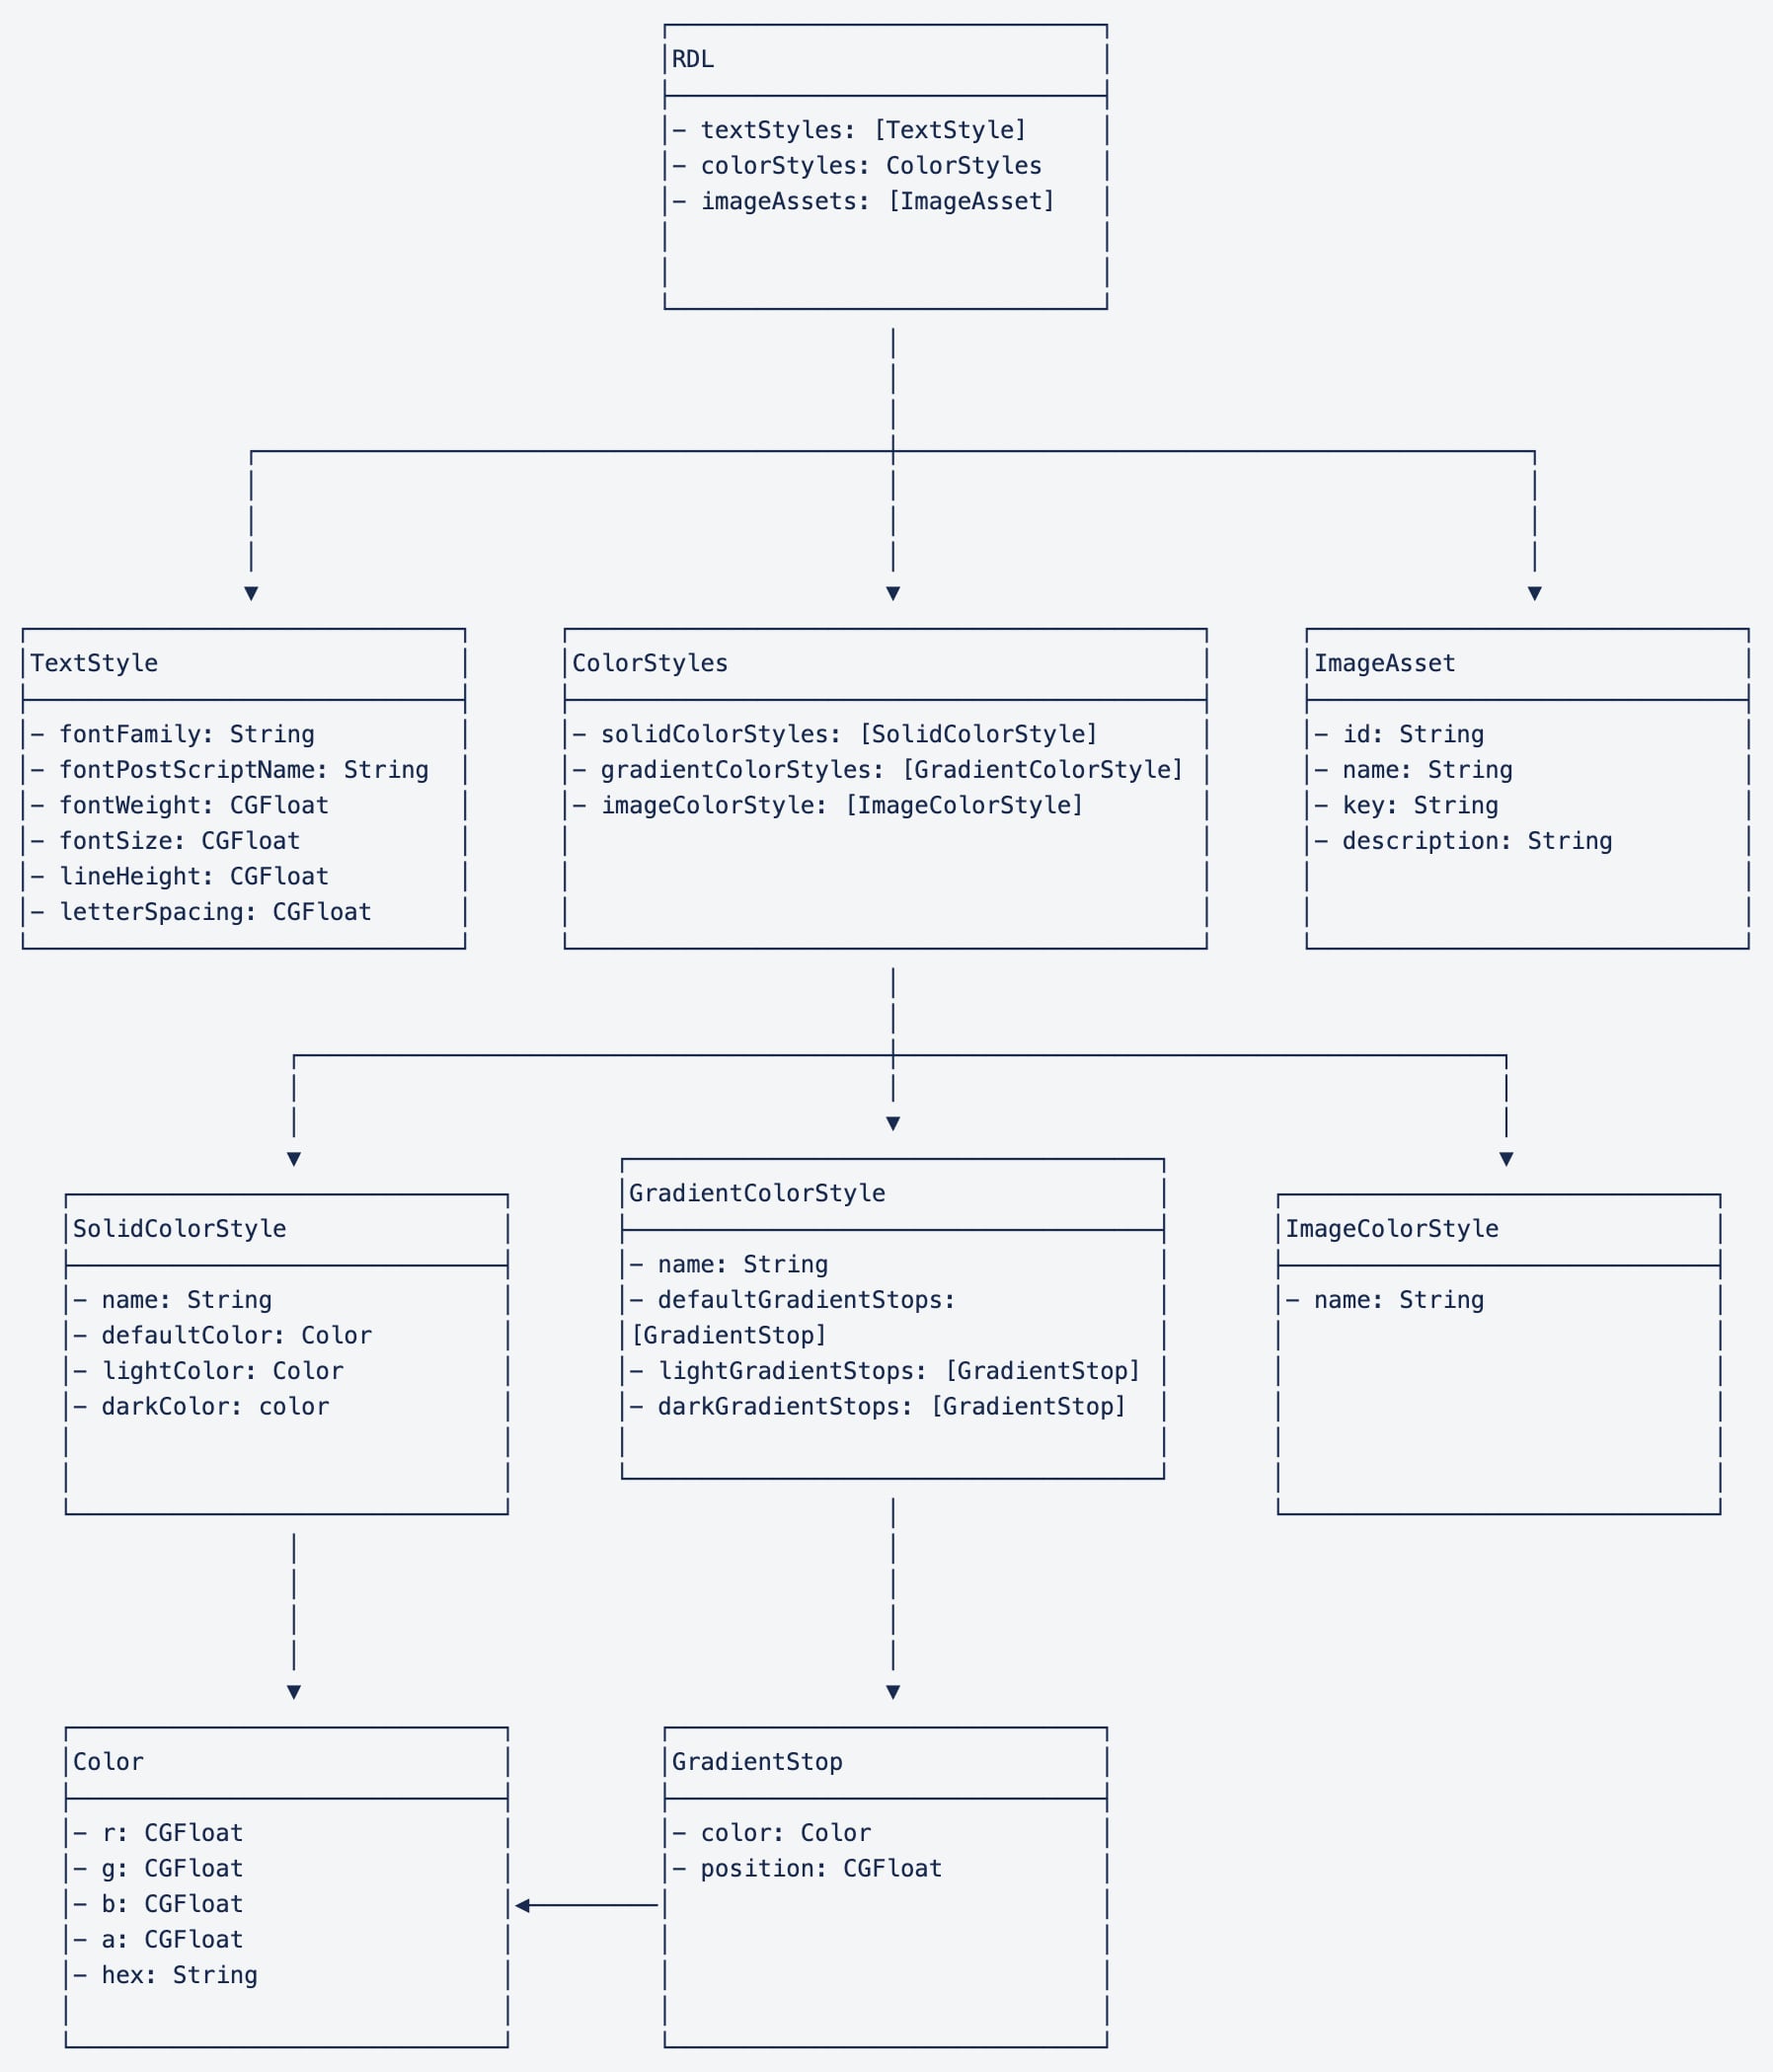 RDL
- textStyles: [TextStyle]
- colorStyles: ColorStyles
- imageAssets: [ImageAsset]
TextStyle
- fontFamily: String
- fontPostScriptName: String
- fontWeight: CGFloat
- fontSize: CGFloat
- lineHeight: CGFloat
- letterSpacing: CGFloat
ColorStyles
- solidColorStyles: [SolidColorStyle]
- gradientColorStyles: [GradientColorStyle]
- imageColorStyle: [ImageColorStyle]
ImageAsset
- id: String
- name: String
- key: String
- description: String
SolidColorStyle
- name: String
- defaultColor: Color
- lightColor: Color
- darkColor: color
GradientColorStyle
- name: String
- defaultGradientStops:
[GradientStop]
- lightGradientStops: [GradientStop]
- darkGradientStops: [GradientStop]
ImageColorStyle
- name: String
Color
- r: CGFloat
- g: CGFloat
- b: CGFloat
- a: CGFloat
- hex: String
GradientStop
- color: Color
- position: CGFloat